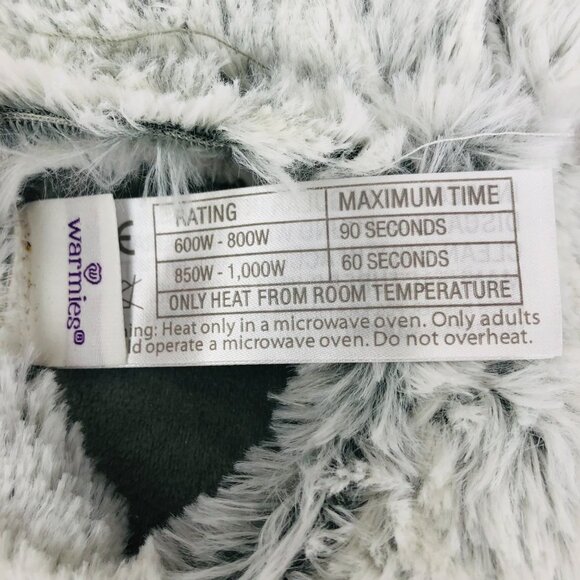 warmies®
RATING MAXIMUM TIME
600W - 800W 90 SECONDS
850W - 1,000W 60 SECONDS
ONLY HEAT FROM ROOM TEMPERATURE
Heat only in a microwave oven. Only adults
operate a microwave oven. Do not overheat.